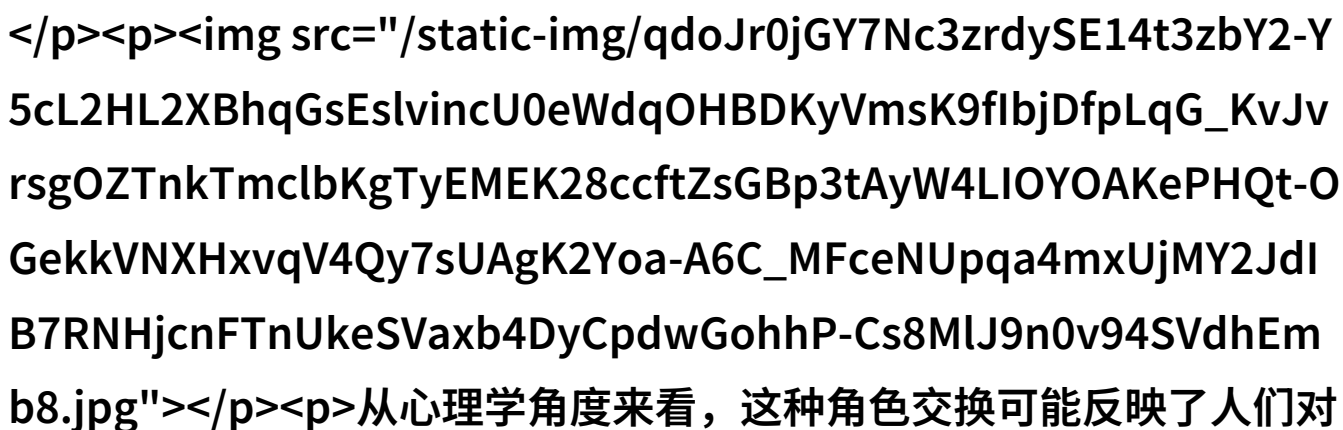 </p><p><img src="/static-img/qdoJr0jGY7Nc3zrdySE14t3zbY2-Y
5cL2HL2XBhqGsEslvincU0eWdqOHBDKyVmsK9fIbjDfpLqG_KvJv
rsgOZTnkTmclbKgTyEMEK28ccftZsGBp3tAyW4LIOYOAKePHQt-O
GekkVNXHxvqV4Qy7sUAgK2Yoa-A6C_MFceNUpqa4mxUjMY2JdI
B7RNHjcnFTnUkeSVaxb4DyCpdwGohhP-Cs8MlJ9n0v94SVdhEm
b8.jpg"></p><p>从心理学角度来看，这种角色交换可能反映了人们对